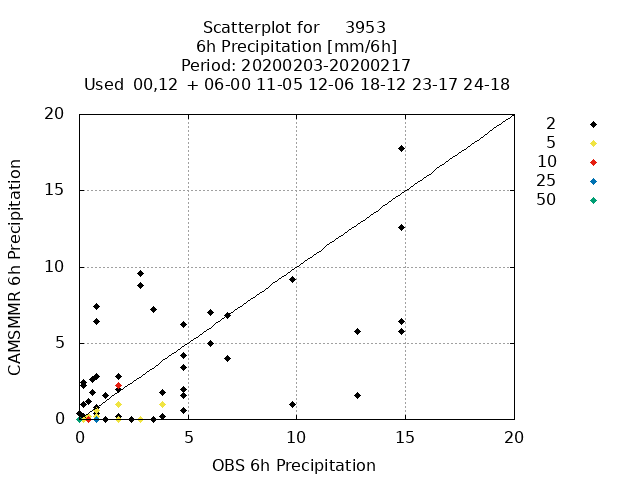 Scatterplot for 3953
6h Precipitation [mm/6h]
Period: 20200203-20200217
Used 00,12 + 06-00 11-05 12-06 18-12 23-17 24-18
20
15
10
5
0
CAMSMMR 6h Precipitation
0 5 10 15 20
OBS 6h Precipitation
2
5
10
25
50